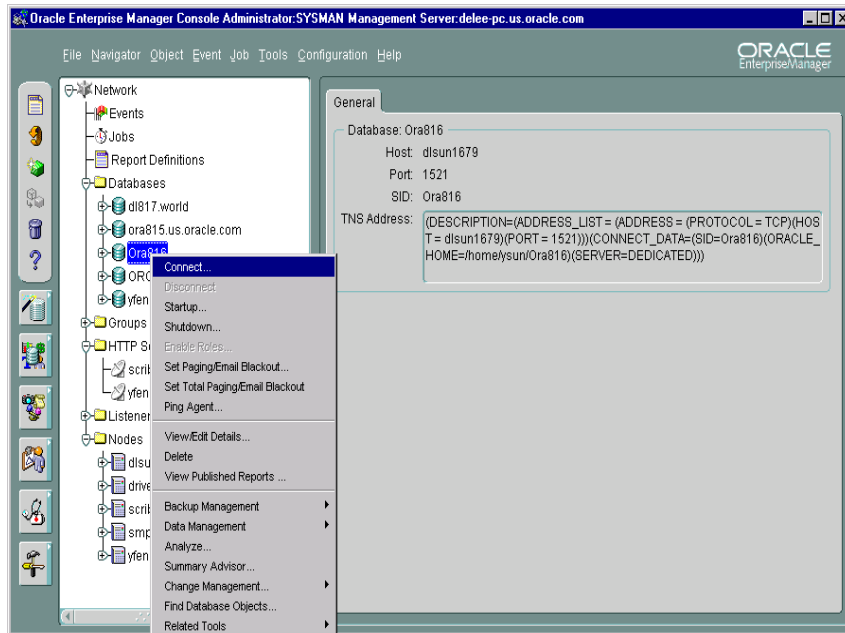 Oracle Enterprise Manager Console Administrator:SYSMAN Management Server:delee-pc.us.oracle.com
File Navigator Object Event Job Tools Configuration Help
ORACLE
EnterpriseManager
Network
Events
Jobs
Report Definitions
Databases
dl817.world
ora815.us.oracle.com
Ora816
ORC
yfen
Groups
HTTP Se
scrib
yfen
Listener
Nodes
dlsu
drive
scrib
smp
yfen
Connect...
Disconnect
Startup...
Shutdown...
Enable Roles...
Set Paging/Email Blackout...
Set Total Paging/Email Blackout
Ping Agent...
View/Edit Details...
Delete
View Published Reports ...
Backup Management
Data Management
Analyze...
Summary Advisor...
Change Management...
Find Database Objects...
Related Tools
General
Database: Ora816
Host: dlsun1679
Port: 1521
SID: Ora816
TNS Address: (DESCRIPTION=(ADDRESS_LIST = (ADDRESS = (PROTOCOL = TCP)(HOS
T = dlsun1679)(PORT = 1521)))(CONNECT_DATA=(SID=Ora816)(ORACLE_
HOME=/home/ysun/Ora816)(SERVER=DEDICATED)))